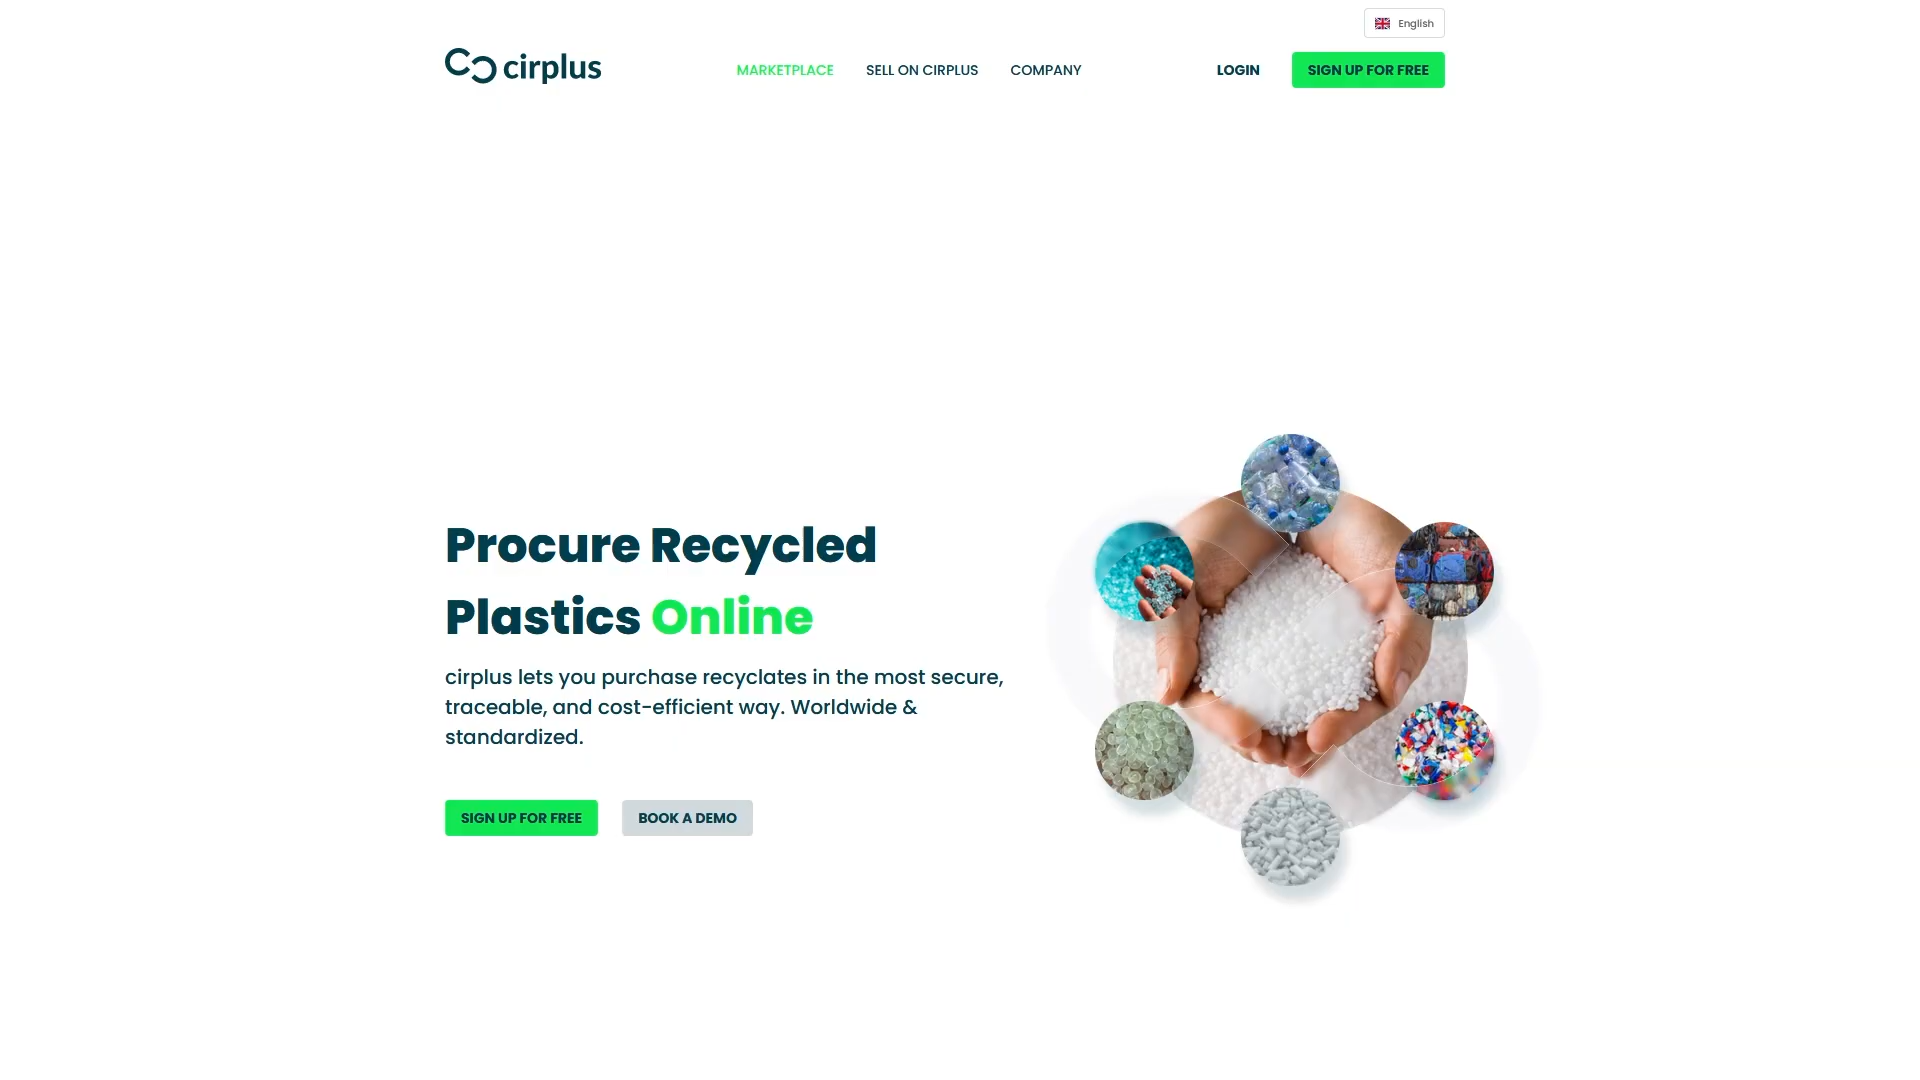 English
cirplus
MARKETPLACE
SELL ON CIRPLUS
COMPANY
LOGIN
SIGN UP FOR FREE
Procure Recycled
Plastics Online
cirplus lets you purchase recyclates in the most secure,
traceable, and cost-efficient way. Worldwide &
standardized.
SIGN UP FOR FREE
BOOK A DEMO